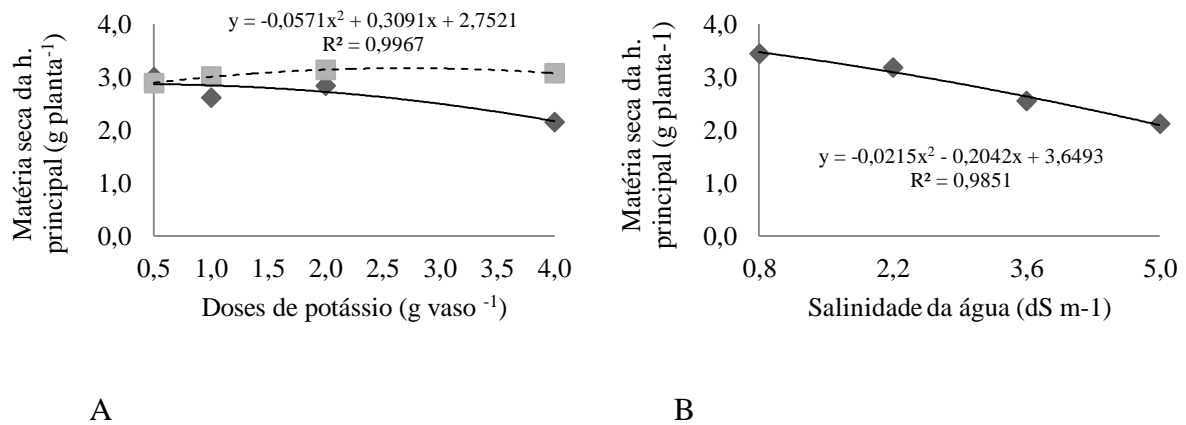 Matéria seca da h.
principal (g planta-1)
y = -0,0571x² + 0,3091x + 2,7521
R² = 0,9967
4,0
3,0
2,0
1,0
0,0
0,5 1,0 1,5 2,0 2,5 3,0 3,5 4,0
Doses de potássio (g vaso -1)
A
Matéria seca da h.
principal (g planta-1)
4,0
3,0
2,0
1,0
0,0
y = -0,0215x² - 0,2042x + 3,6493
R² = 0,9851
0,8 2,2 3,6 5,0
Salinidade da água (dS m-1)
B